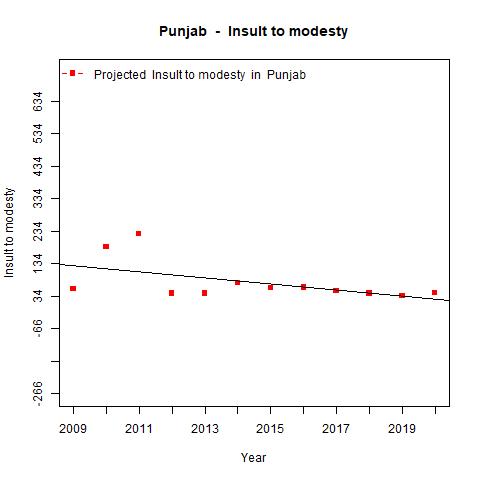 Punjab - Insult to modesty
Projected Insult to modesty in Punjab
634
534
434
334
234
134
34
-66
-266
Insult to modesty
2009 2011 2013 2015 2017 2019
Year